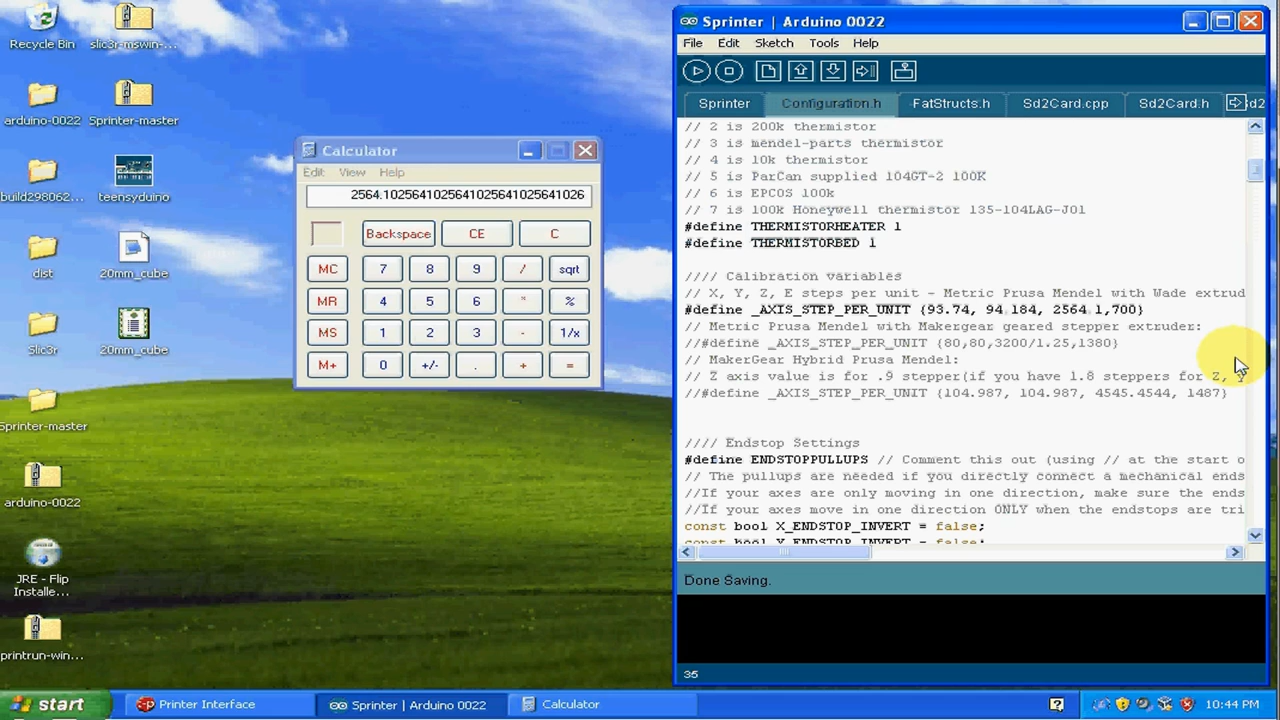 Recycle Bin
slic3r-mswin-...
arduino-0022
Sprinter-master
build298062...
teensyduino
dist
20mm_cube
Slic3r
20mm_cube
Sprinter-master
arduino-0022
JRE - Flip
Installe...
printrun-win...
Calculator
Edit View Help
2564.1025641025641025641025641026
Backspace CE C
MC 7 8 9 / sqrt
MR 4 5 6 * %
MS 1 2 3 - 1/x
M+ 0 +/- . + =
Sprinter | Arduino 0022
File Edit Sketch Tools Help
Sprinter Configuration.h FatStructs.h Sd2Card.cpp Sd2Card.h
// 2 is 200k thermistor
// 3 is mendel-parts thermistor
// 4 is 10k thermistor
// 5 is ParCan supplied 104GT-2 100K
// 6 is EPCOS 100k
// 7 is 100k Honeywell thermistor 135-104LAG-J01
#define THERMISTORHEATER 1
#define THERMISTORBED 1
//// Calibration variables
// X, Y, Z, E steps per unit - Metric Prusa Mendel with Wade extrud
#define _AXIS_STEP_PER_UNIT {93.74, 94.184, 2564.1,700}
// Metric Prusa Mendel with Makergear geared stepper extruder:
//#define _AXIS_STEP_PER_UNIT {80,80,3200/1.25,1380}
// MakerGear Hybrid Prusa Mendel:
// Z axis value is for .9 stepper(if you have 1.8 steppers for Z, y
//#define _AXIS_STEP_PER_UNIT {104.987, 104.987, 4545.4544, 1487}
//// Endstop Settings
#define ENDSTOPPULLUPS // Comment this out (using // at the start o
// The pullups are needed if you directly connect a mechanical ends
//If your axes are only moving in one direction, make sure the ends
//If your axes move in one direction ONLY when the endstops are tri
const bool X_ENDSTOP_INVERT = false;
const bool Y_ENDSTOP_INVERT = false;
Done Saving.
35
start
Printer Interface
Sprinter | Arduino 0022
Calculator
10:44 PM